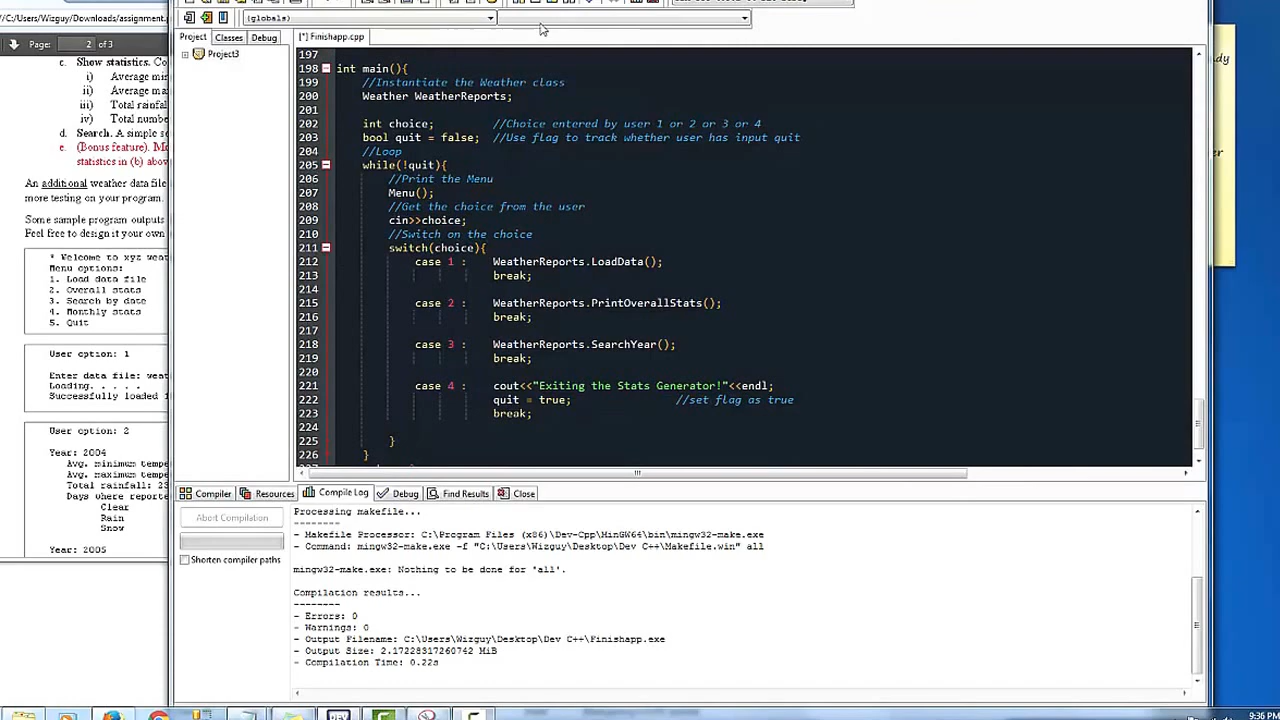 //C:/Users/Wizguy/Downloads/assignment.
Page: 2 of 3
c. Show statistics. Co
i) Average mi
ii) Average ma
iii) Total rainfa
iv) Total numbe
d. Search. A simple s
e. (Bonus feature). M
statistics in (b) above
An additional weather data file
more testing on your program.
Some sample program outputs
Feel free to design it your own
* Welcome to xyz weat
Menu options:
1. Load data file
2. Overall stats
3. Search by date
4. Monthly stats
5. Quit
User option: 1
Enter data file: weat
Loading. . . . .
Successfully loaded 1
User option: 2
Year: 2004
Avg. minimum tempe
Avg. maximum tempe
Total rainfall: 23
Days where reporte
Clear
Rain
Snow
Year: 2005
(globals)
Project Classes Debug
Project3
[*] Finishapp.cpp
197
198 int main(){
199 //Instantiate the Weather class
200 Weather WeatherReports;
201
202 int choice; //Choice entered by user 1 or 2 or 3 or 4
203 bool quit = false; //Use flag to track whether user has input quit
204 //Loop
205 while(!quit){
206 //Print the Menu
207 Menu();
208 //Get the choice from the user
209 cin>>choice;
210 //Switch on the choice
211 switch(choice){
212 case 1 : WeatherReports.LoadData();
213 break;
214
215 case 2 : WeatherReports.PrintOverallStats();
216 break;
217
218 case 3 : WeatherReports.SearchYear();
219 break;
220
221 case 4 : cout<<"Exiting the Stats Generator!"<<endl;
222 quit = true; //set flag as true
223 break;
224
225 }
226 }
Compiler Resources Compile Log Debug Find Results Close
Abort Compilation
Shorten compiler paths
Processing makefile...
--------
- Makefile Processor: C:\Program Files (x86)\Dev-Cpp\MinGW64\bin\mingw32-make.exe
- Command: mingw32-make.exe -f "C:\Users\Wizguy\Desktop\Dev C++\Makefile.win" all
mingw32-make.exe: Nothing to be done for 'all'.
Compilation results...
--------
- Errors: 0
- Warnings: 0
- Output Filename: C:\Users\Wizguy\Desktop\Dev C++\Finishapp.exe
- Output Size: 2.17228317260742 MiB
- Compilation Time: 0.22s
dy
er
9:36 PM